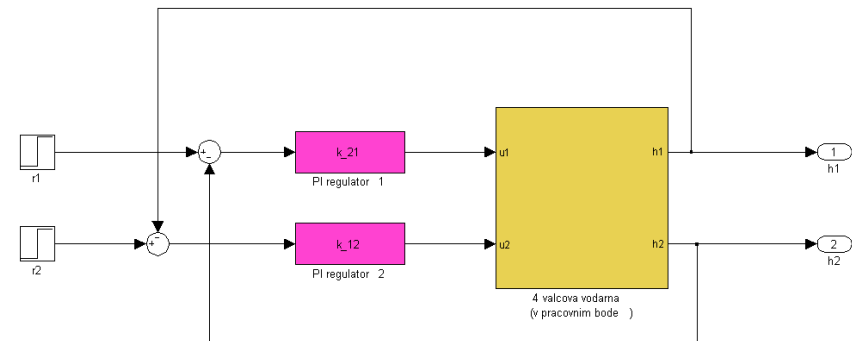 r1
+
-
k_21
PI regulator 1
u1
h1
1
h1
r2
+
-
k_12
PI regulator 2
u2
h2
2
h2
4 valcova vodarna
(v pracovnim bode )